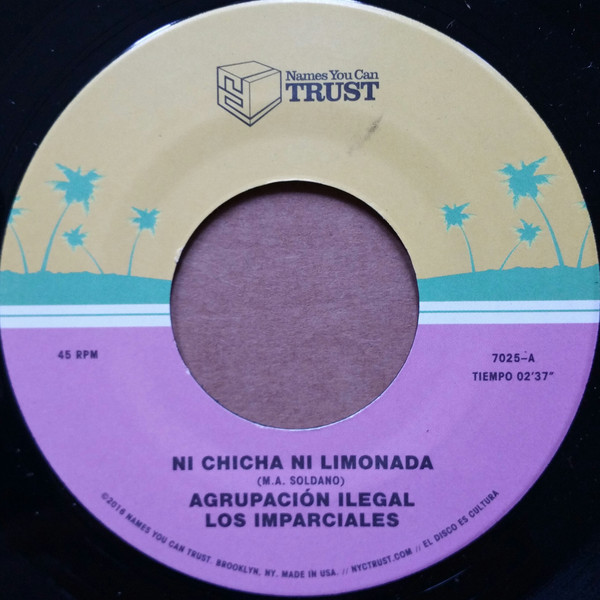 Names You Can
TRUST
45 RPM
7025-A
TIEMPO 02'37"
NI CHICHA NI LIMONADA
(M.A. SOLDANO)
AGRUPACIÓN ILEGAL
LOS IMPARCIALES
©2016 NAMES YOU CAN TRUST. BROOKLYN, NY. MADE IN USA. // NYCTRUST.COM // EL DISCO ES CULTURA